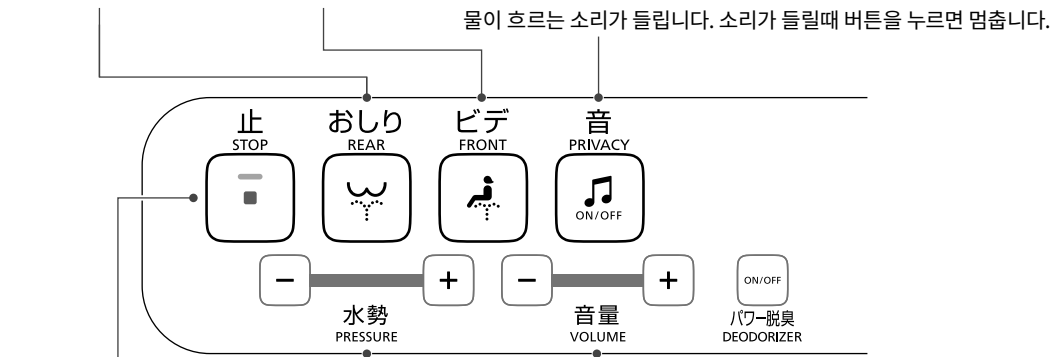 물이 흐르는 소리가 들립니다. 소리가 들릴때 버튼을 누르면 멈춥니다.
止 おしり ビデ 音
STOP REAR FRONT PRIVACY
ON/OFF
− + − + ON/OFF
水勢 音量 パワー脱臭
PRESSURE VOLUME DEODORIZER